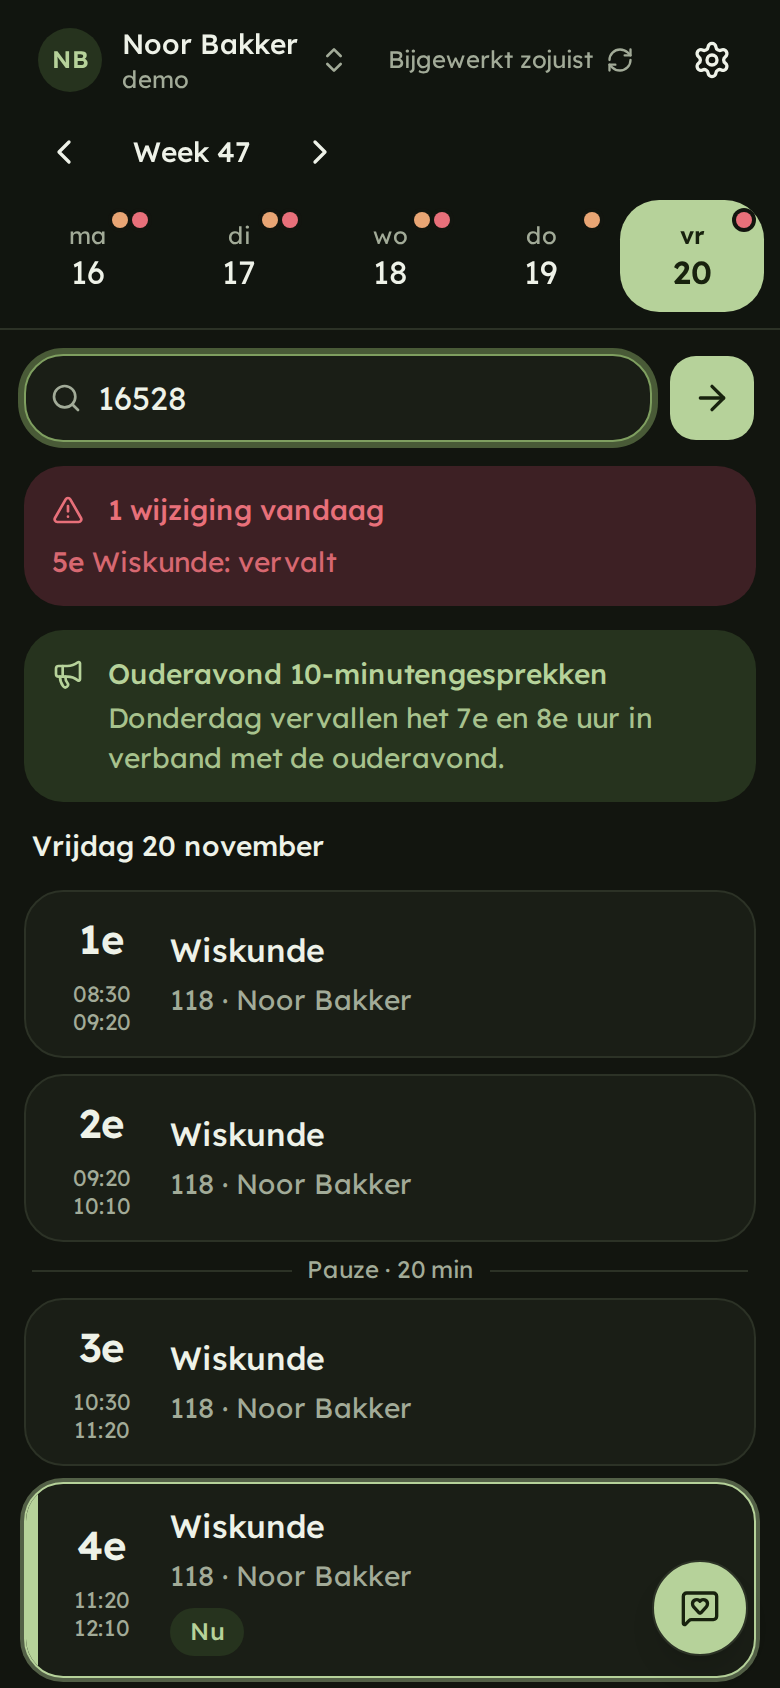 NB
Noor Bakker
demo
Bijgewerkt zojuist
Week 47
ma
16
di
17
wo
18
do
19
vr
20
16528
1 wijziging vandaag
5e Wiskunde: vervalt
Ouderavond 10-minutengesprekken
Donderdag vervallen het 7e en 8e uur in
verband met de ouderavond.
Vrijdag 20 november
1e
08:30
09:20
Wiskunde
118 · Noor Bakker
2e
09:20
10:10
Wiskunde
118 · Noor Bakker
Pauze · 20 min
3e
10:30
11:20
Wiskunde
118 · Noor Bakker
4e
11:20
12:10
Wiskunde
118 · Noor Bakker
Nu